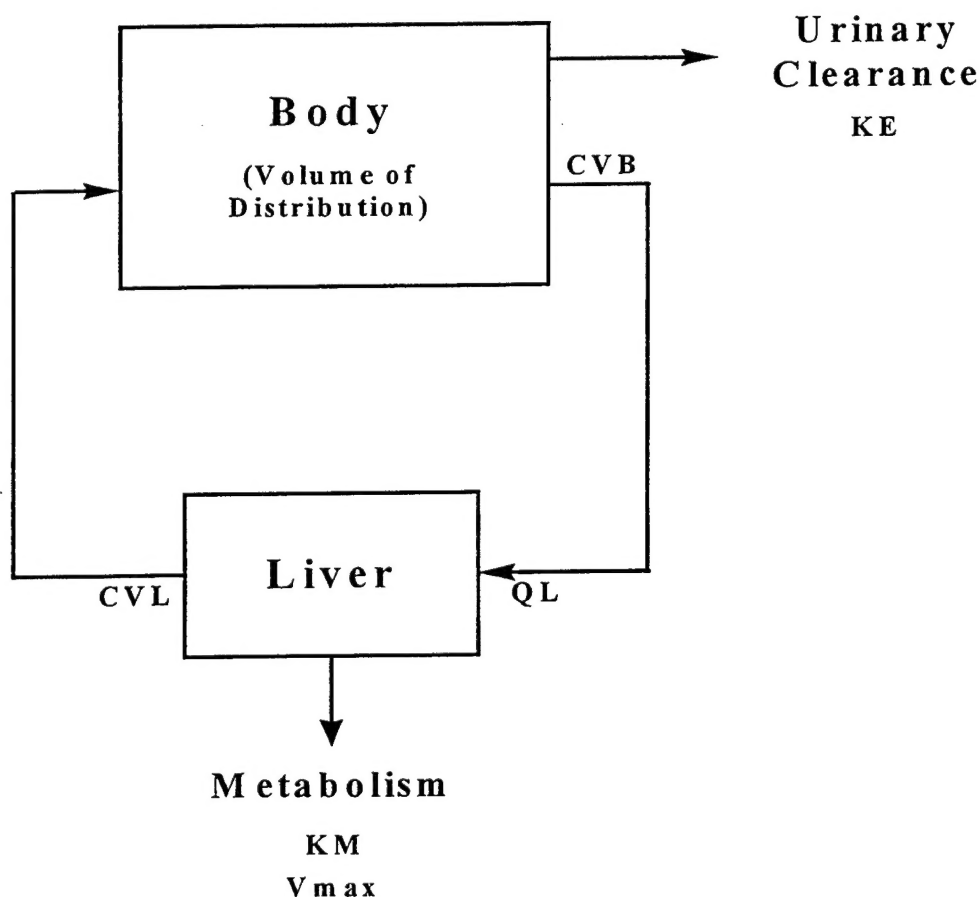 Urinary
Clearance
KE
Body
(Volume of
Distribution)
CVB
Liver
CVL
QL
Metabolism
KM
Vmax